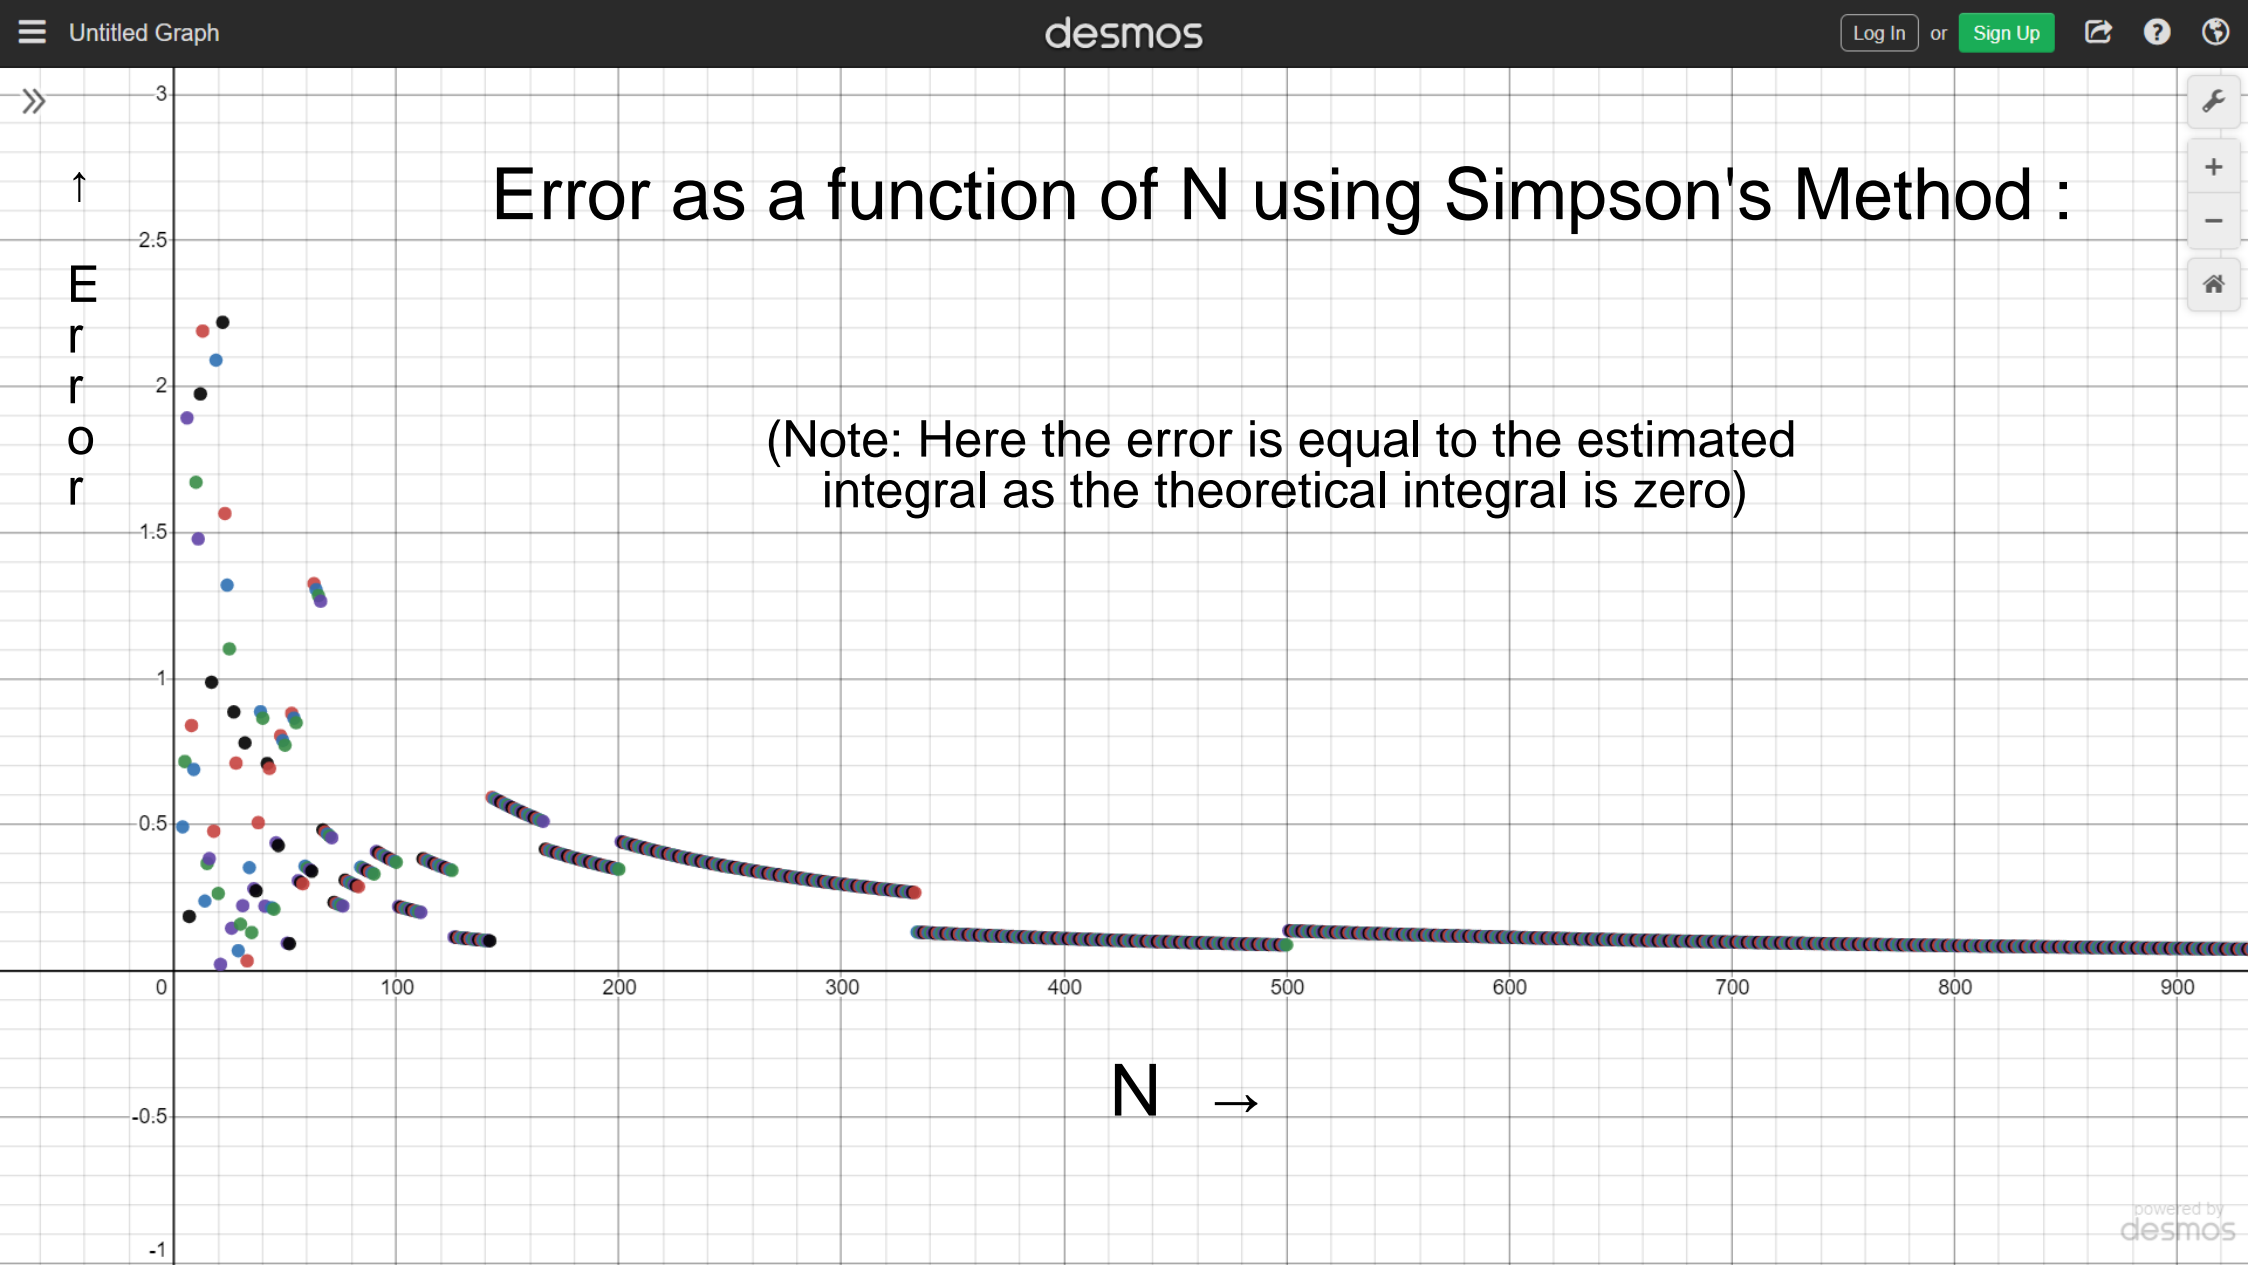 Untitled Graph
desmos
Log In or Sign Up
Error as a function of N using Simpson's Method :
(Note: Here the error is equal to the estimated
integral as the theoretical integral is zero)
↑
E
r
r
o
r
3
2.5
2
1.5
1
0.5
0 100 200 300 400 500 600 700 800 900
-0.5
-1
N →
powered by
desmos